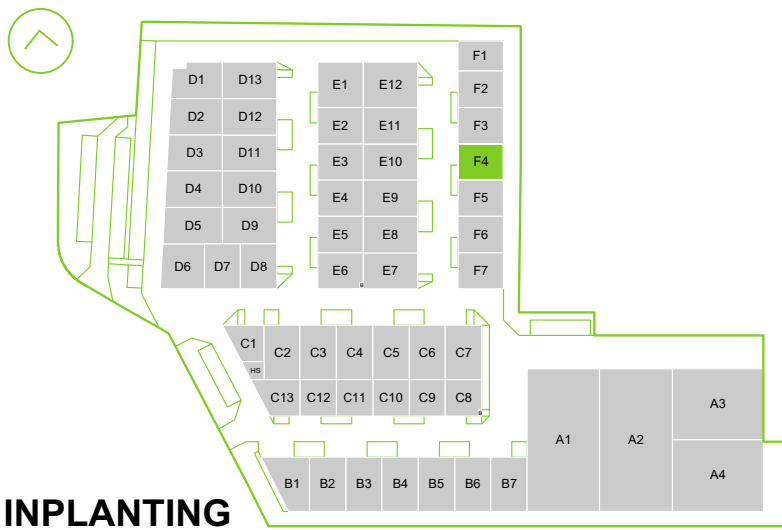 F1
D1 D13 E1 E12 F2
D2 D12 E2 E11 F3
D3 D11 E3 E10 F4
D4 D10 E4 E9 F5
D5 D9 E5 E8 F6
D6 D7 D8 E6 E7 F7
C1 C2 C3 C4 C5 C6 C7
HS
C13 C12 C11 C10 C9 C8
A1 A2 A3
A4
B1 B2 B3 B4 B5 B6 B7
INPLANTING